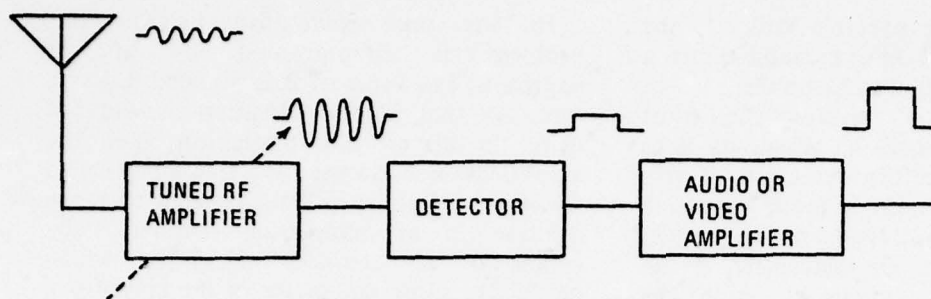 TUNED RF
AMPLIFIER
DETECTOR
AUDIO OR
VIDEO
AMPLIFIER